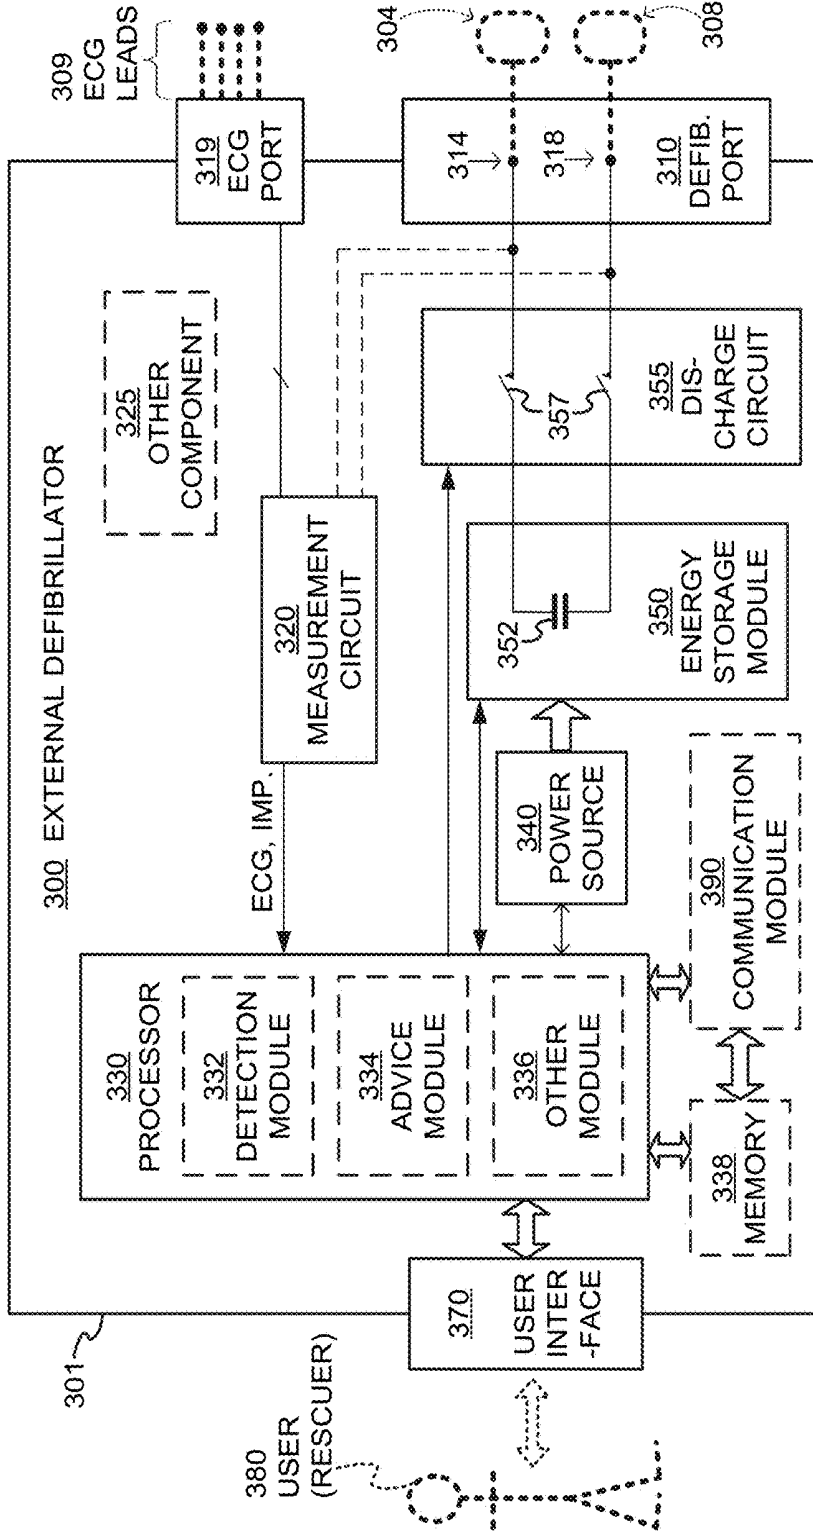 300 EXTERNAL DEFIBRILLATOR
301
380
USER
(RESCUER)
370
USER
INTER
-FACE
330
PROCESSOR
332
DETECTION
MODULE
334
ADVICE
MODULE
336
OTHER
MODULE
338
MEMORY
390
COMMUNICATION
MODULE
340
POWER
SOURCE
ECG, IMP.
320
MEASUREMENT
CIRCUIT
325
OTHER
COMPONENT
352
350
ENERGY
STORAGE
MODULE
357
355
DIS-
CHARGE
CIRCUIT
309
ECG
LEADS
319
ECG
PORT
314
318
310
DEFIB.
PORT
304
308